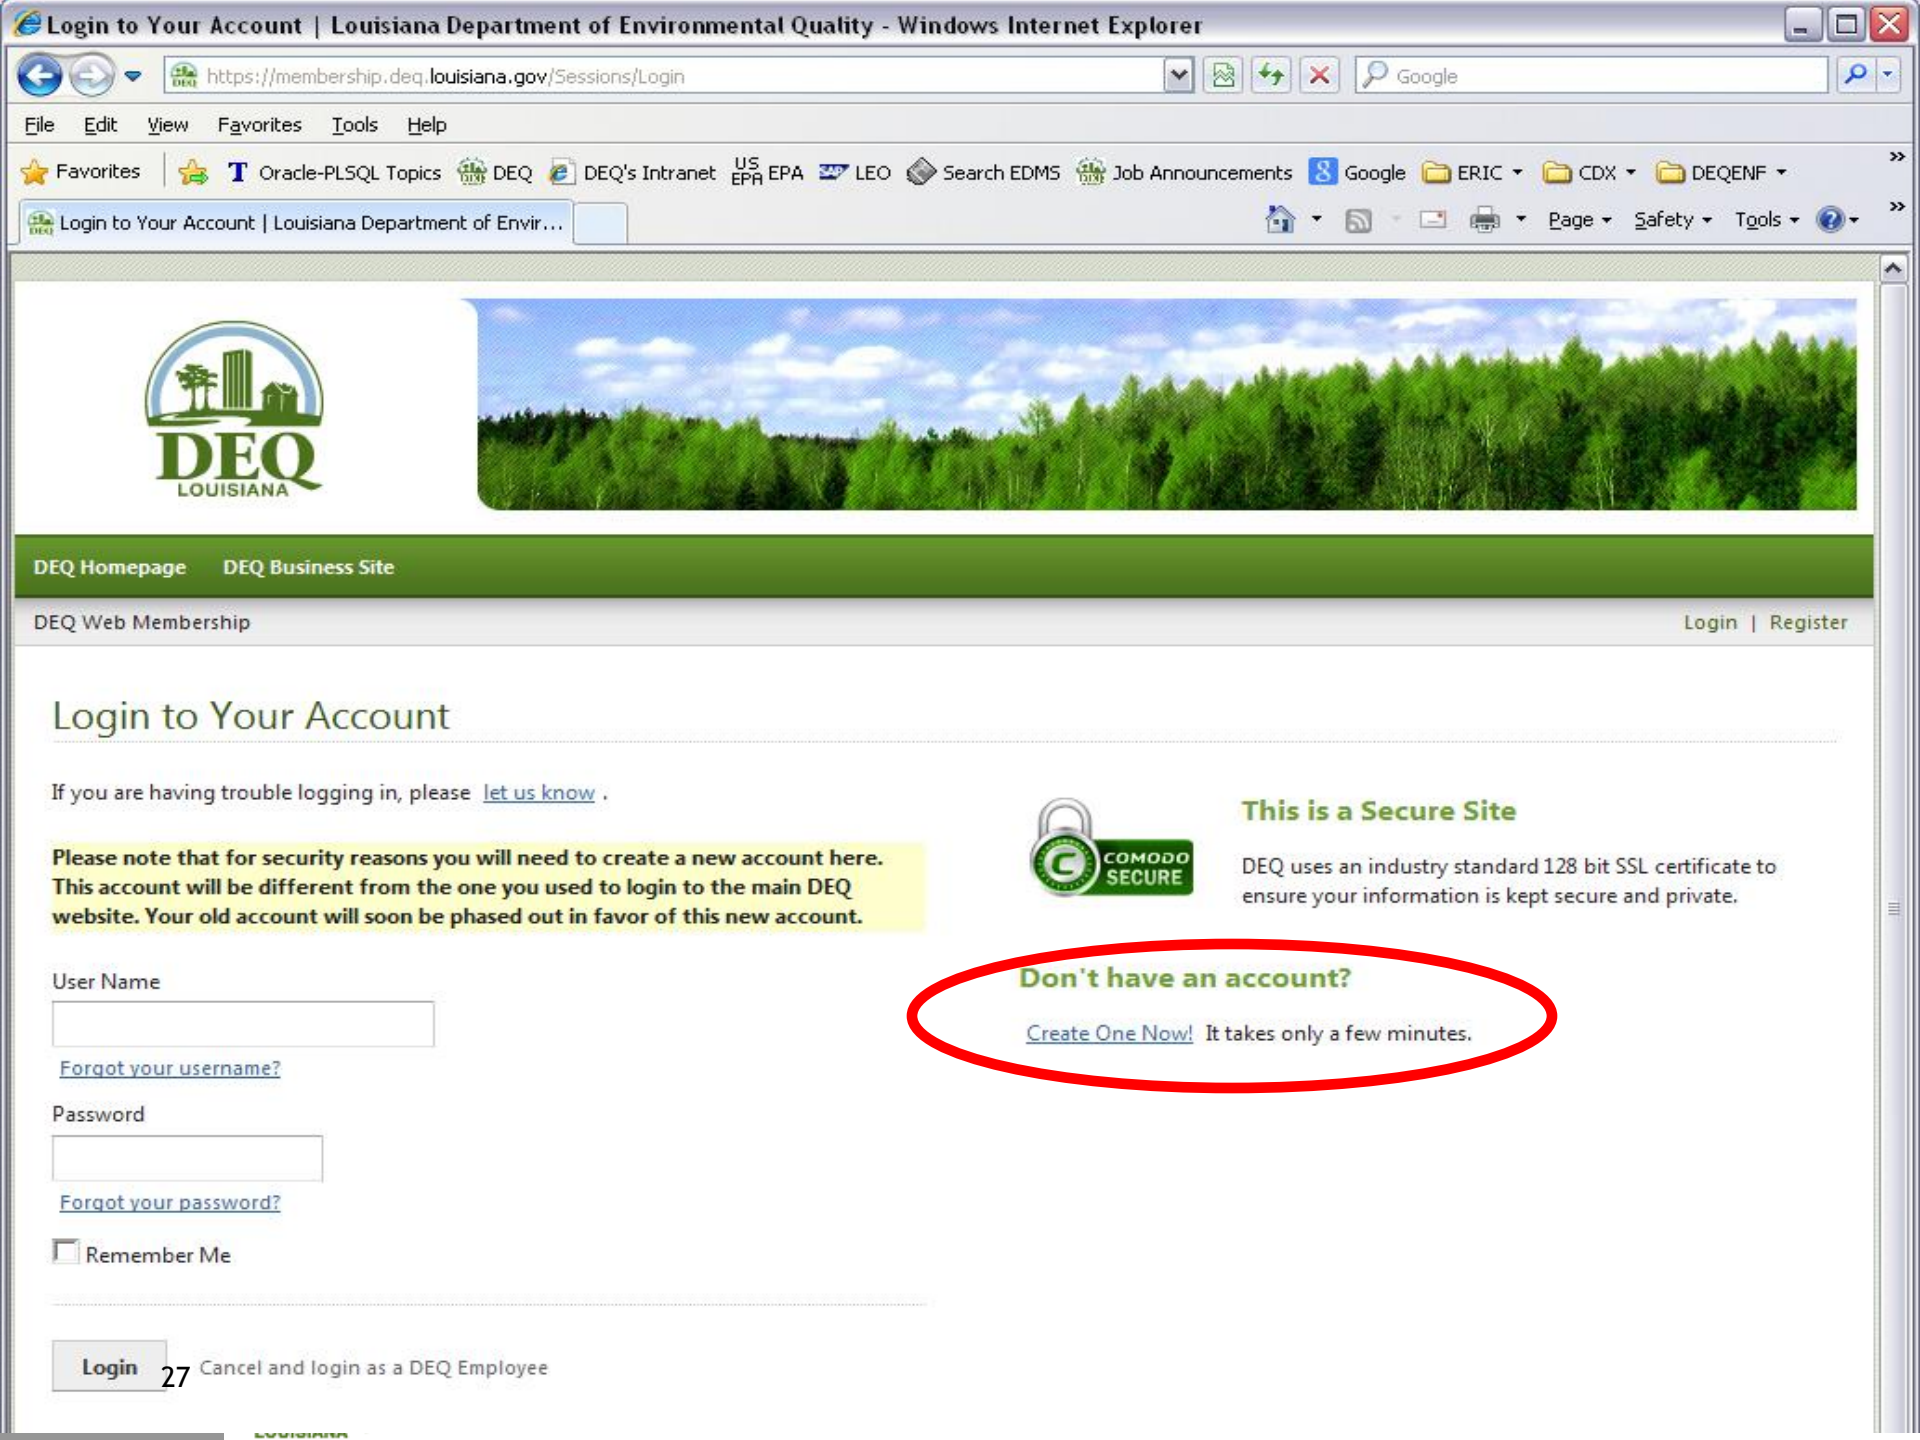 Login to Your Account | Louisiana Department of Environmental Quality - Windows Internet Explorer
https://membership.deq.louisiana.gov/Sessions/Login
Google
File Edit View Favorites Tools Help
Favorites T Oracle-PLSQL Topics DEQ DEQ's Intranet US EPA EPA LEO Search EDMS Job Announcements 8 Google ERIC CDX DEQENF »
Login to Your Account | Louisiana Department of Envir...
Page Safety Tools »
DEQ
LOUISIANA
DEQ Homepage DEQ Business Site
DEQ Web Membership
Login | Register
Login to Your Account
If you are having trouble logging in, please let us know .
Please note that for security reasons you will need to create a new account here.
This account will be different from the one you used to login to the main DEQ
website. Your old account will soon be phased out in favor of this new account.
User Name
Forgot your username?
Password
Forgot your password?
Remember Me
Login
27
Cancel and login as a DEQ Employee
COMODO
SECURE
This is a Secure Site
DEQ uses an industry standard 128 bit SSL certificate to
ensure your information is kept secure and private.
Don't have an account?
Create One Now! It takes only a few minutes.
LOUISIANA